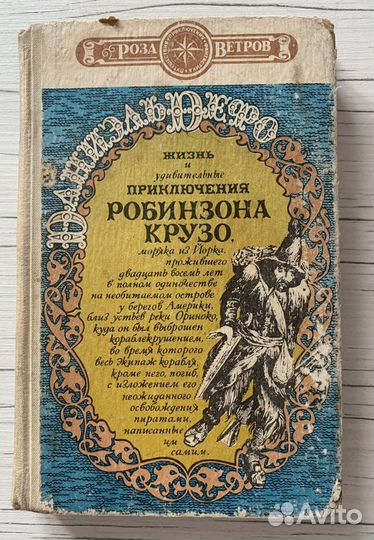 РОЗА ВЕТРОВ
ДАНИЭЛЬ ДЕФО
ЖИЗНЬ
и
удивительные
ПРИКЛЮЧЕНИЯ
РОБИНЗОНА
КРУЗО,
моряка из Йорка,
прожившего
двадцать восемь лет
в полном одиночестве
на необитаемом острове
у берегов Америки,
близ устьев реки Ориноко,
куда он был выброшен
кораблекрушением,
во время которого
весь экипаж корабля,
кроме него, погиб,
с изложением его
неожиданного
освобождения
пиратами,
написанные
им
самим.
Avito